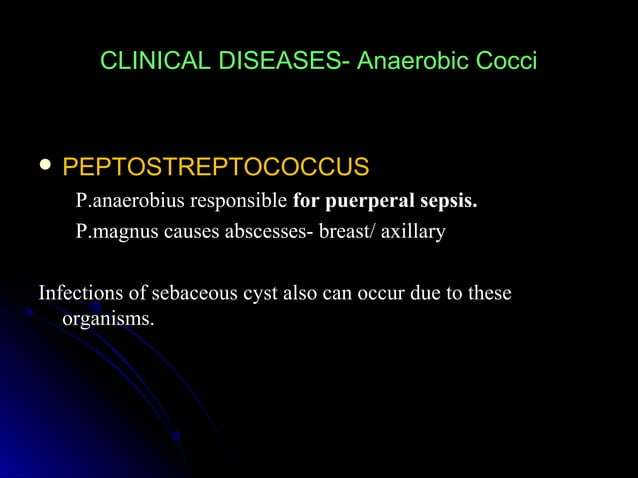 CLINICAL DISEASES- Anaerobic Cocci
PEPTOSTREPTOCOCCUS
P.anaerobius responsible for puerperal sepsis.
P.magnus causes abscesses- breast/ axillary
Infections of sebaceous cyst also can occur due to these
organisms.